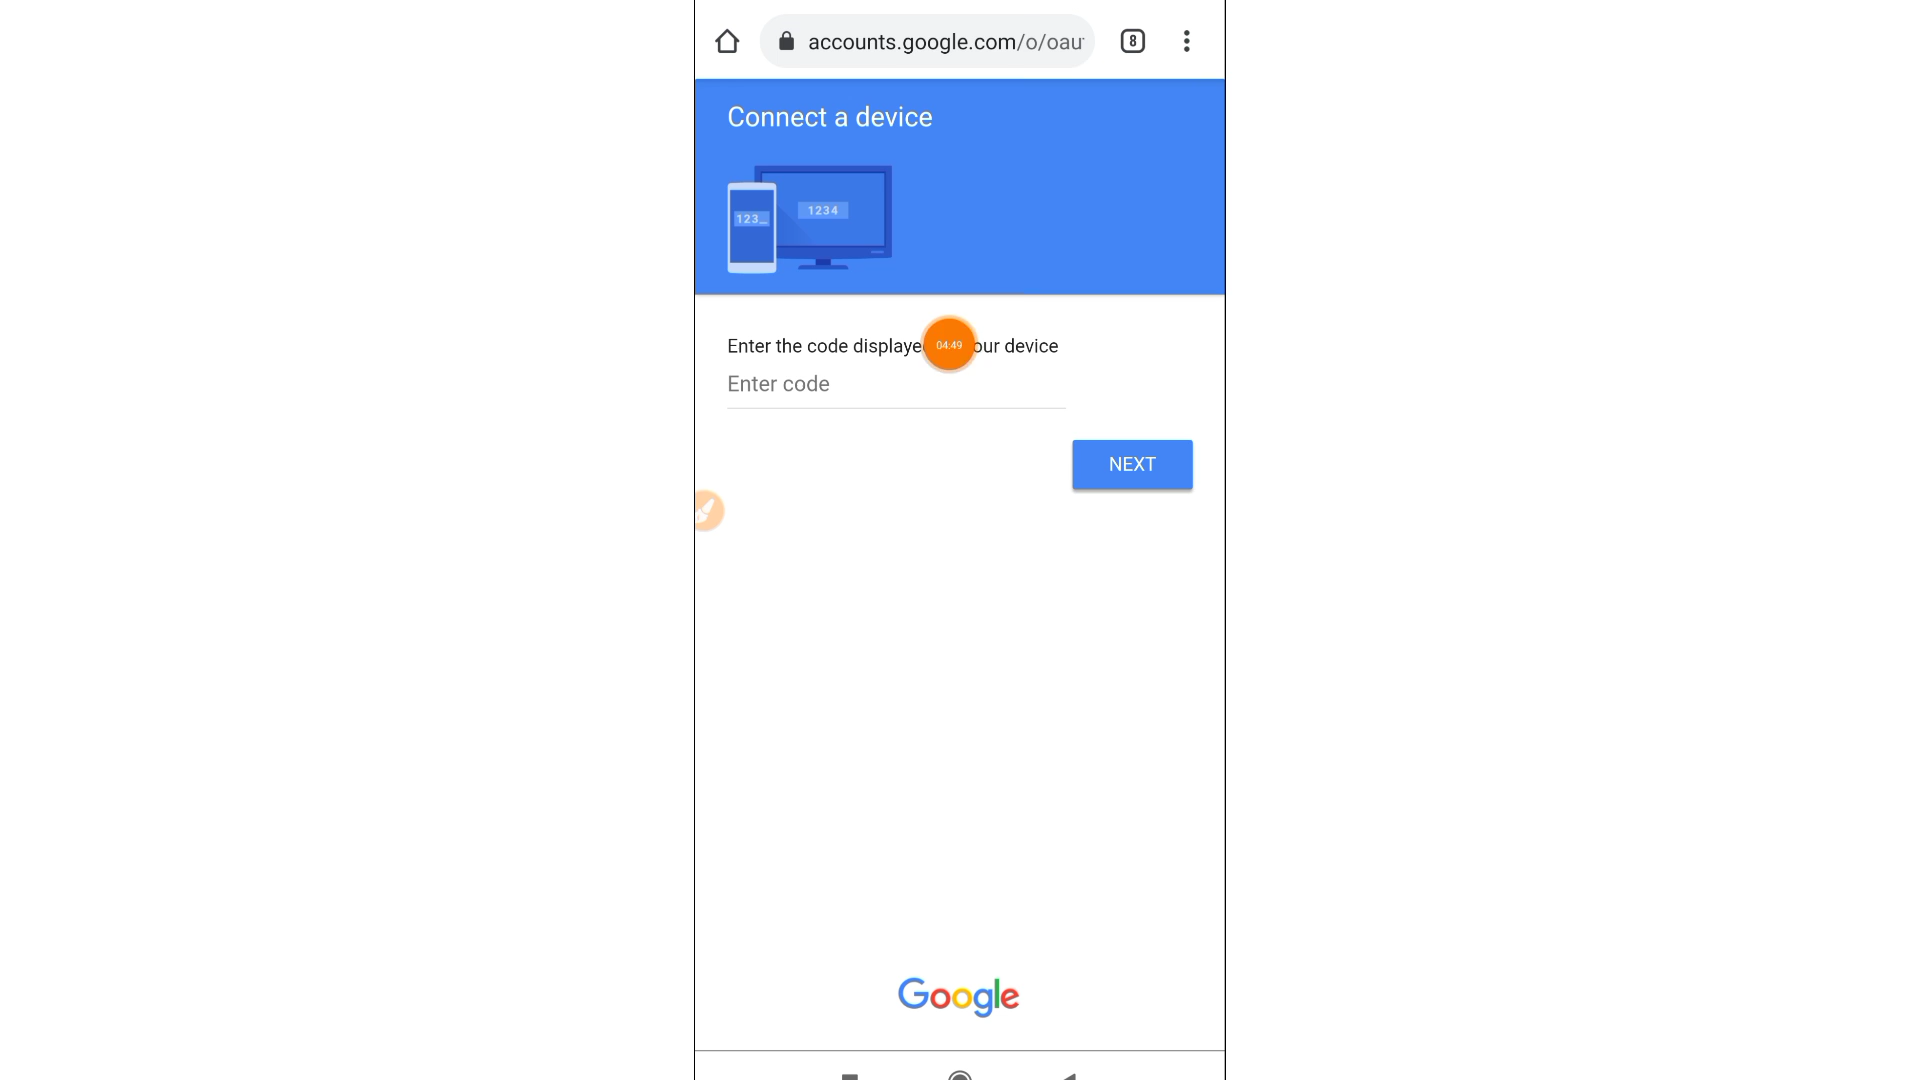 accounts.google.com/o/oau
8
Connect a device
1234
123_
Enter the code displaye our device
04:49
Enter code
NEXT
Google